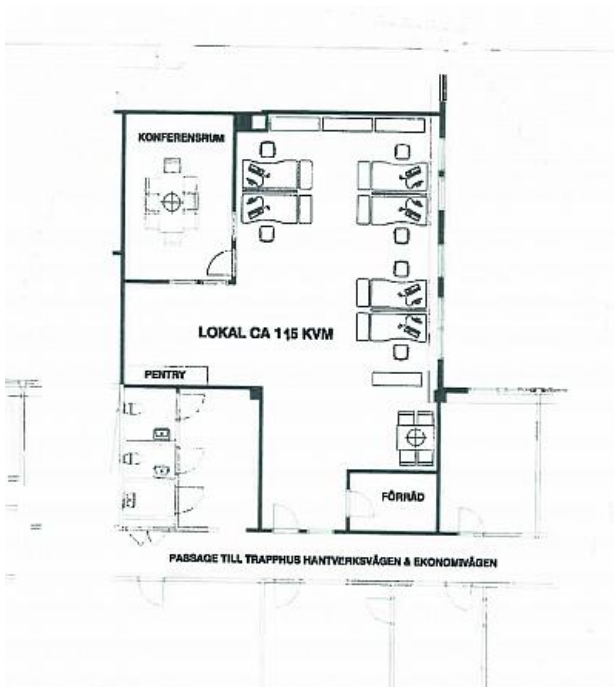 KONFERENSRUM
LOKAL CA 115 KVM
PENTRY
FÖRRÅD
PASSAGE TILL TRAPPHUS HANTVERKSVÄGEN & EKONOMIVÄGEN